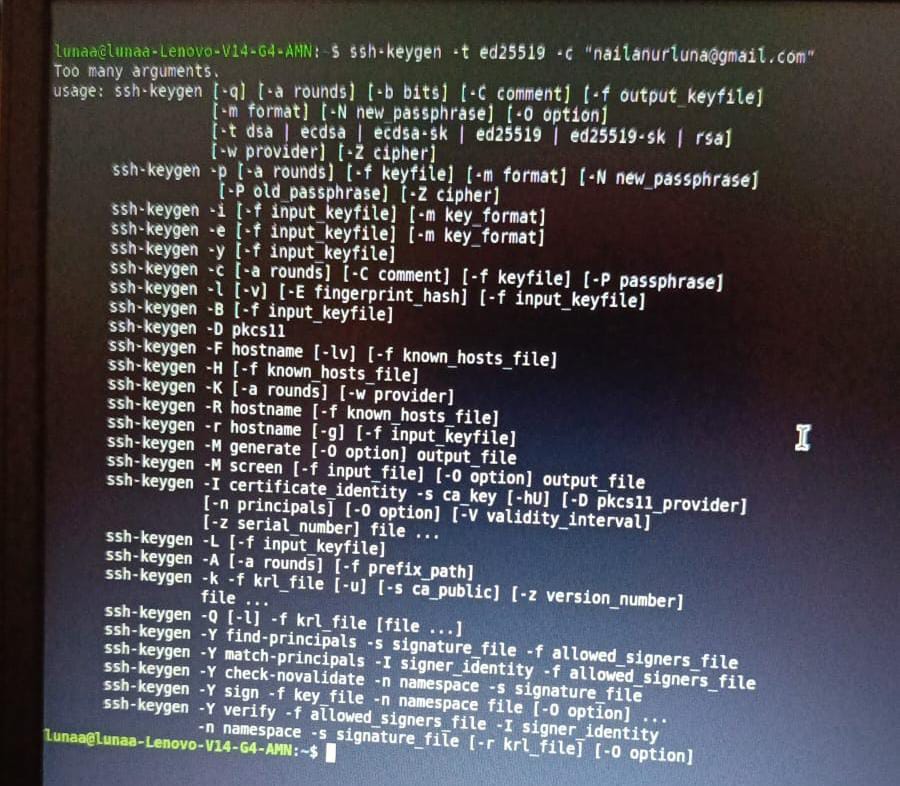 lunaa@lunaa-Lenovo-V14-G4-AMN:~$ ssh-keygen -t ed25519 -c "nailanurluna@gmail.com"
Too many arguments.
usage: ssh-keygen [-q] [-a rounds] [-b bits] [-C comment] [-f output_keyfile]
[-m format] [-N new_passphrase] [-O option]
[-t dsa | ecdsa | ecdsa-sk | ed25519 | ed25519-sk | rsa]
[-w provider] [-Z cipher]
ssh-keygen -p [-a rounds] [-f keyfile] [-m format] [-N new_passphrase]
[-P old_passphrase] [-Z cipher]
ssh-keygen -i [-f input_keyfile] [-m key_format]
ssh-keygen -e [-f input_keyfile] [-m key_format]
ssh-keygen -y [-f input_keyfile]
ssh-keygen -c [-a rounds] [-C comment] [-f keyfile] [-P passphrase]
ssh-keygen -l [-v] [-E fingerprint_hash] [-f input_keyfile]
ssh-keygen -B [-f input_keyfile]
ssh-keygen -D pkcs11
ssh-keygen -F hostname [-lv] [-f known_hosts_file]
ssh-keygen -H [-f known_hosts_file]
ssh-keygen -K [-a rounds] [-w provider]
ssh-keygen -R hostname [-f known_hosts_file]
ssh-keygen -r hostname [-g] [-f input_keyfile]
ssh-keygen -M generate [-O option] output_file
ssh-keygen -M screen [-f input_file] [-O option] output_file
ssh-keygen -I certificate_identity -s ca_key [-hU] [-D pkcs11_provider]
[-n principals] [-O option] [-V validity_interval]
[-z serial_number] file ...
ssh-keygen -L [-f input_keyfile]
ssh-keygen -A [-a rounds] [-f prefix_path]
ssh-keygen -k -f krl_file [-u] [-s ca_public] [-z version_number]
file ...
ssh-keygen -Q [-l] -f krl_file [file ...]
ssh-keygen -Y find-principals -s signature_file -f allowed_signers_file
ssh-keygen -Y match-principals -I signer_identity -f allowed_signers_file
ssh-keygen -Y check-novalidate -n namespace -s signature_file
ssh-keygen -Y sign -f key_file -n namespace file [-O option] ...
ssh-keygen -Y verify -f allowed_signers_file -I signer_identity
-n namespace -s signature_file [-r krl_file] [-O option]
lunaa@lunaa-Lenovo-V14-G4-AMN:~$